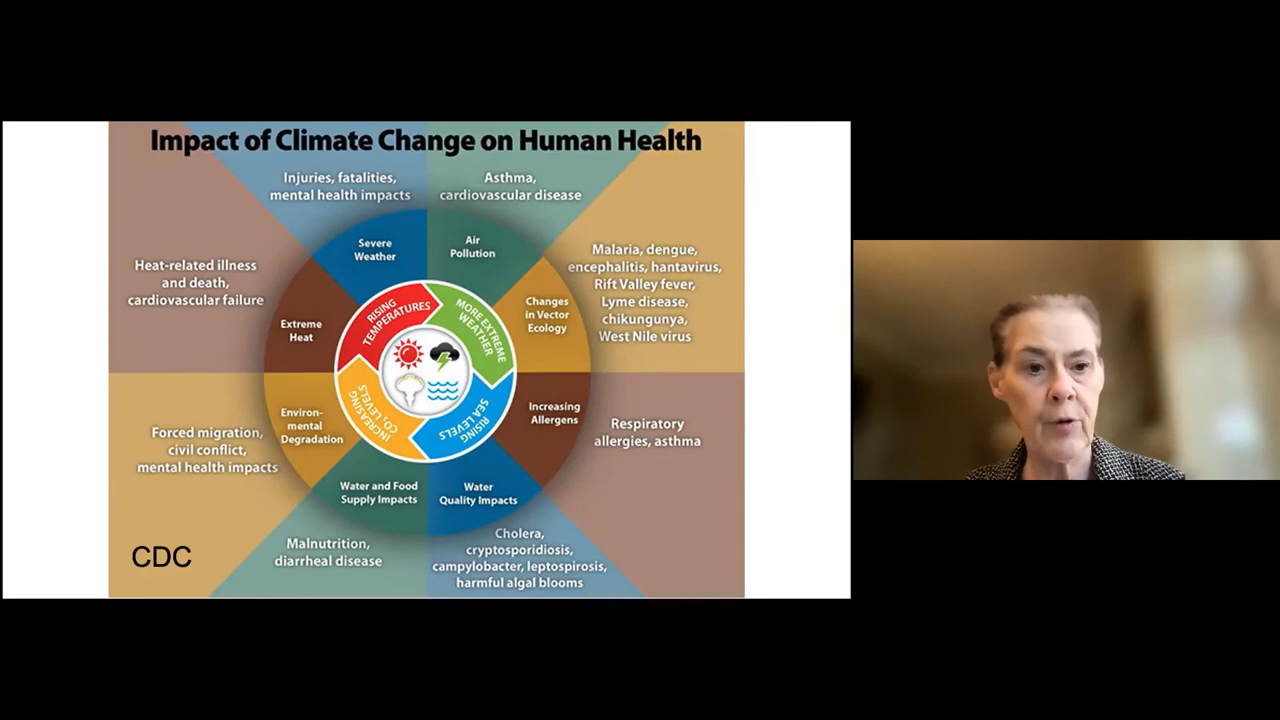 Impact of Climate Change on Human Health
Injuries, fatalities,
mental health impacts
Asthma,
cardiovascular disease
Severe
Weather
Air
Pollution
Heat-related illness
and death,
cardiovascular failure
Malaria, dengue,
encephalitis, hantavirus,
Rift Valley fever,
Lyme disease,
chikungunya,
West Nile virus
Extreme
Heat
RISING
TEMPERATURES
MORE EXTREME
WEATHER
Changes
in Vector
Ecology
Environ-
mental
Degradation
INCREASING
CO₂ LEVELS
RISING
SEA LEVELS
Increasing
Allergens
Forced migration,
civil conflict,
mental health impacts
Respiratory
allergies, asthma
Water and Food
Supply Impacts
Water
Quality Impacts
Malnutrition,
diarrheal disease
Cholera,
cryptosporidiosis,
campylobacter, leptospirosis,
harmful algal blooms
CDC